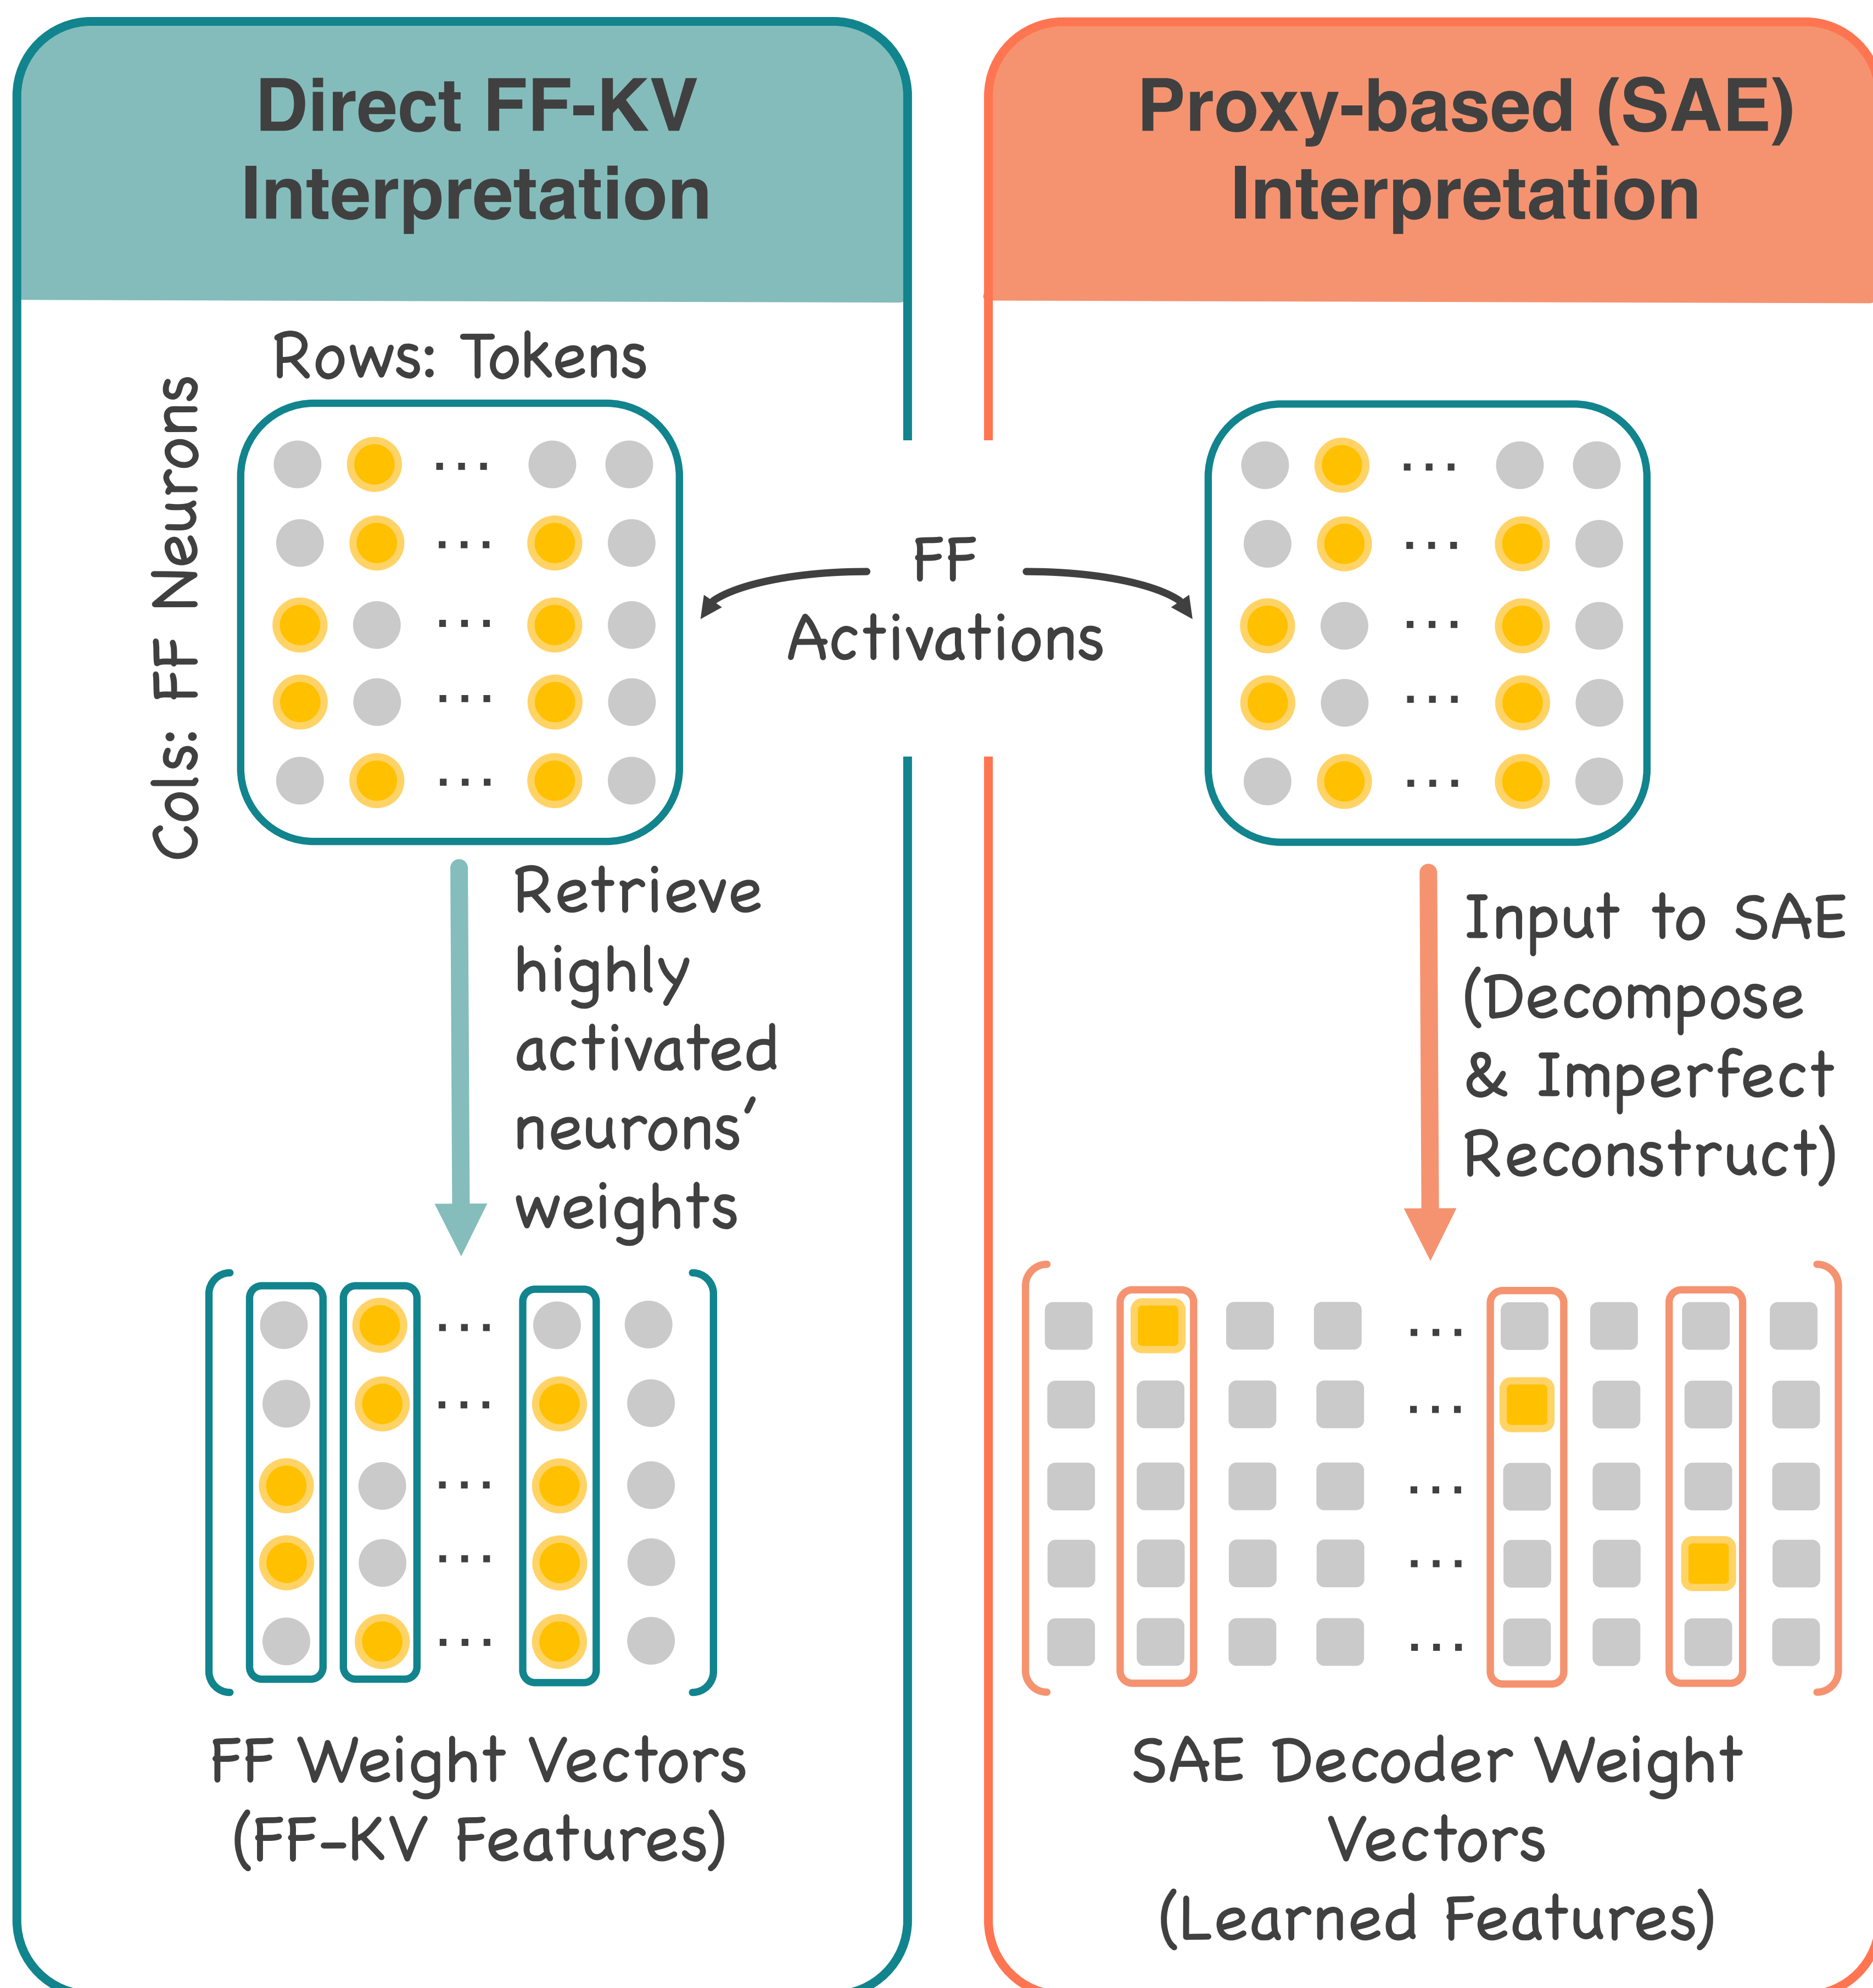 Direct FF-KV
Interpretation
Rows: Tokens
Cols: FF Neurons
Retrieve
highly
activated
neurons'
weights
FF Weight Vectors
(FF-KV Features)
FF
Activations
Proxy-based (SAE)
Interpretation
Input to SAE
(Decompose
& Imperfect
Reconstruct)
SAE Decoder Weight
Vectors
(Learned Features)